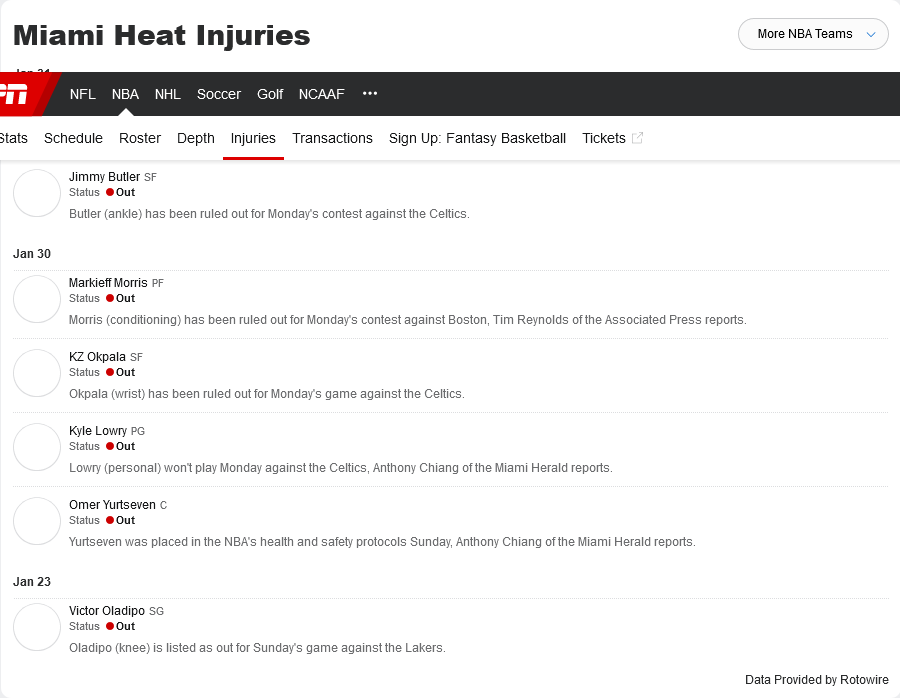 Miami Heat Injuries
More NBA Teams
Jan 31
NFL NBA NHL Soccer Golf NCAAF •••
Stats Schedule Roster Depth Injuries Transactions Sign Up: Fantasy Basketball Tickets
Jimmy Butler SF
Status Out
Butler (ankle) has been ruled out for Monday's contest against the Celtics.
Jan 30
Markieff Morris PF
Status Out
Morris (conditioning) has been ruled out for Monday's contest against Boston, Tim Reynolds of the Associated Press reports.
KZ Okpala SF
Status Out
Okpala (wrist) has been ruled out for Monday's game against the Celtics.
Kyle Lowry PG
Status Out
Lowry (personal) won't play Monday against the Celtics, Anthony Chiang of the Miami Herald reports.
Omer Yurtseven C
Status Out
Yurtseven was placed in the NBA's health and safety protocols Sunday, Anthony Chiang of the Miami Herald reports.
Jan 23
Victor Oladipo SG
Status Out
Oladipo (knee) is listed as out for Sunday's game against the Lakers.
Data Provided by Rotowire